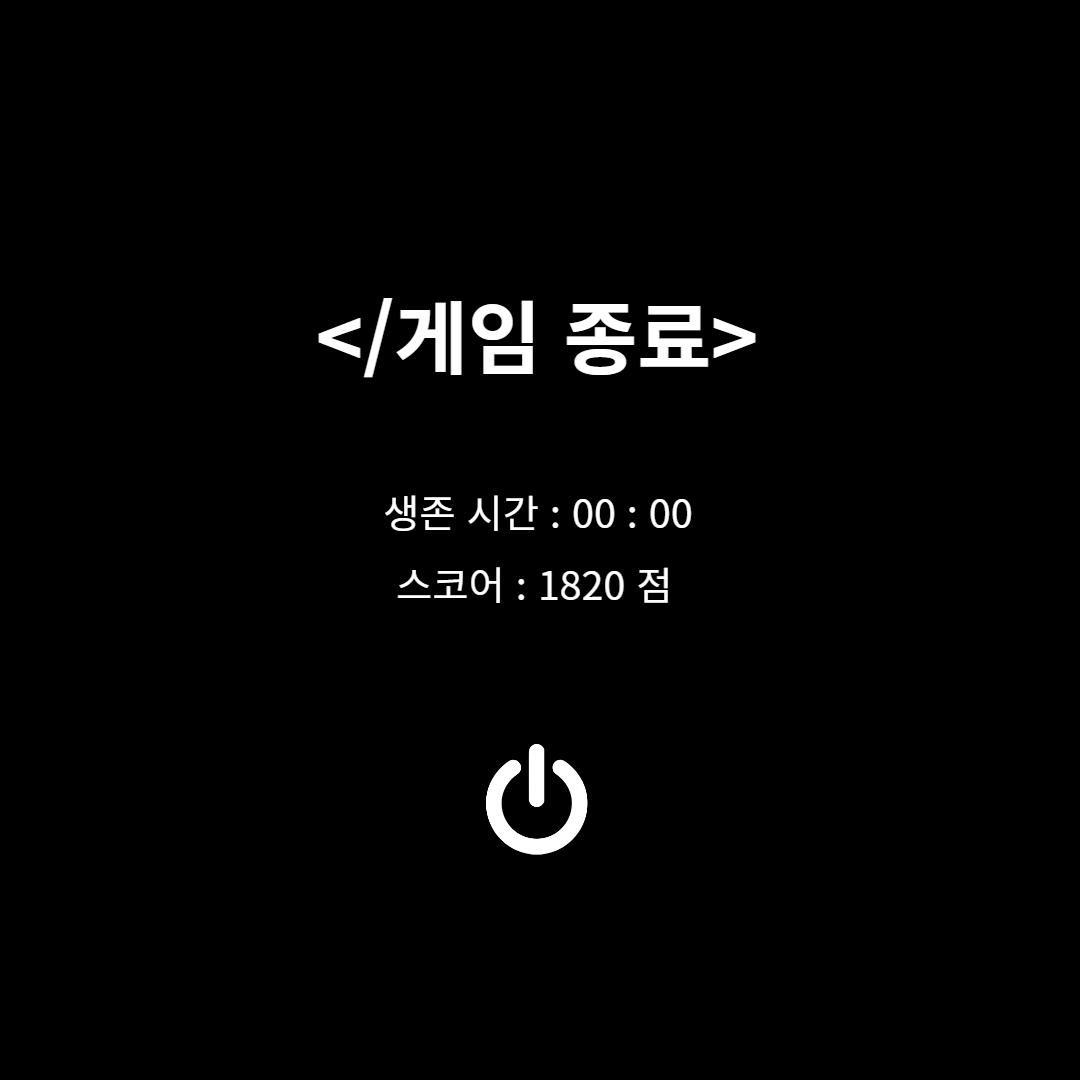 </게임 종료>
생존 시간 : 00 : 00
스코어 : 1820 점